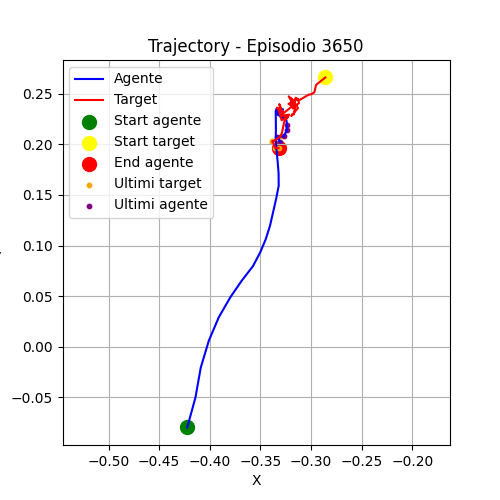 Trajectory - Episodio 3650
Agente
Target
Start agente
Start target
End agente
Ultimi target
Ultimi agente
0.25
0.20
0.15
0.10
0.05
0.00
−0.05
−0.50
−0.45
−0.40
−0.35
−0.30
−0.25
−0.20
X